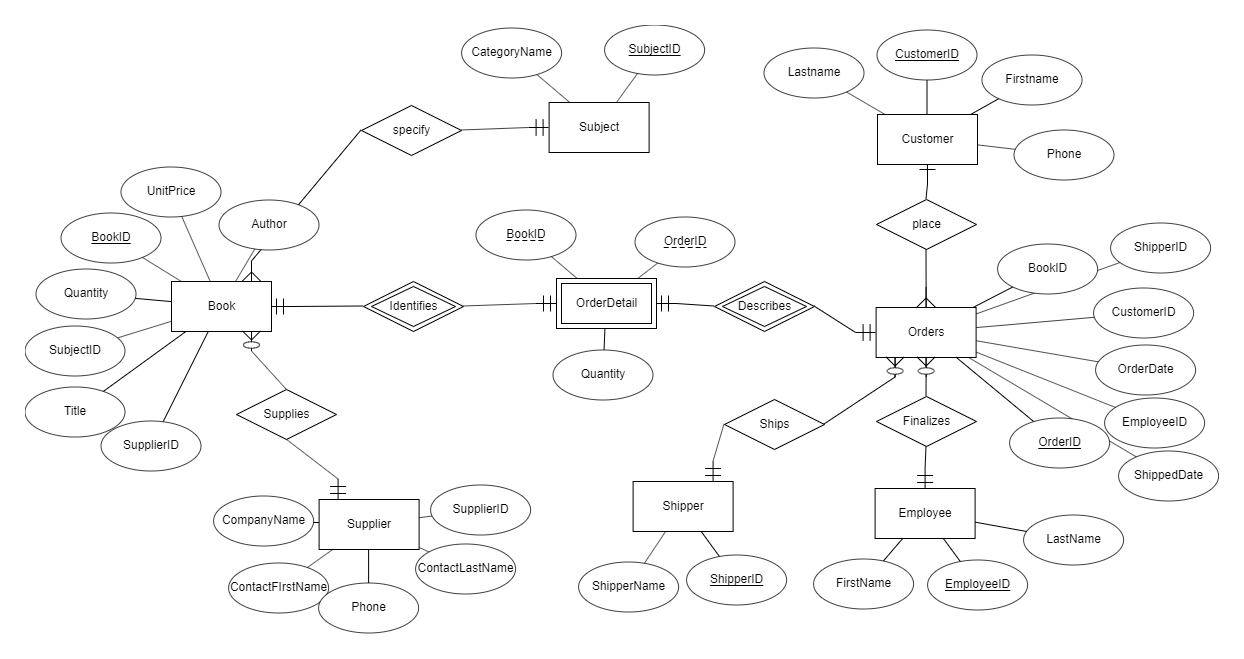 CategoryName
SubjectID
Subject
specify
CustomerID
Lastname
Firstname
Customer
Phone
place
UnitPrice
Author
BookID
Quantity
Book
SubjectID
Title
SupplierID
Identifies
BookID
OrderID
OrderDetail
Quantity
Describes
Orders
BookID
ShipperID
CustomerID
OrderDate
EmployeeID
OrderID
ShippedDate
Supplies
Ships
Finalizes
CompanyName
Supplier
SupplierID
ContactFIrstName
ContactLastName
Phone
Shipper
ShipperName
ShipperID
Employee
LastName
FirstName
EmployeeID